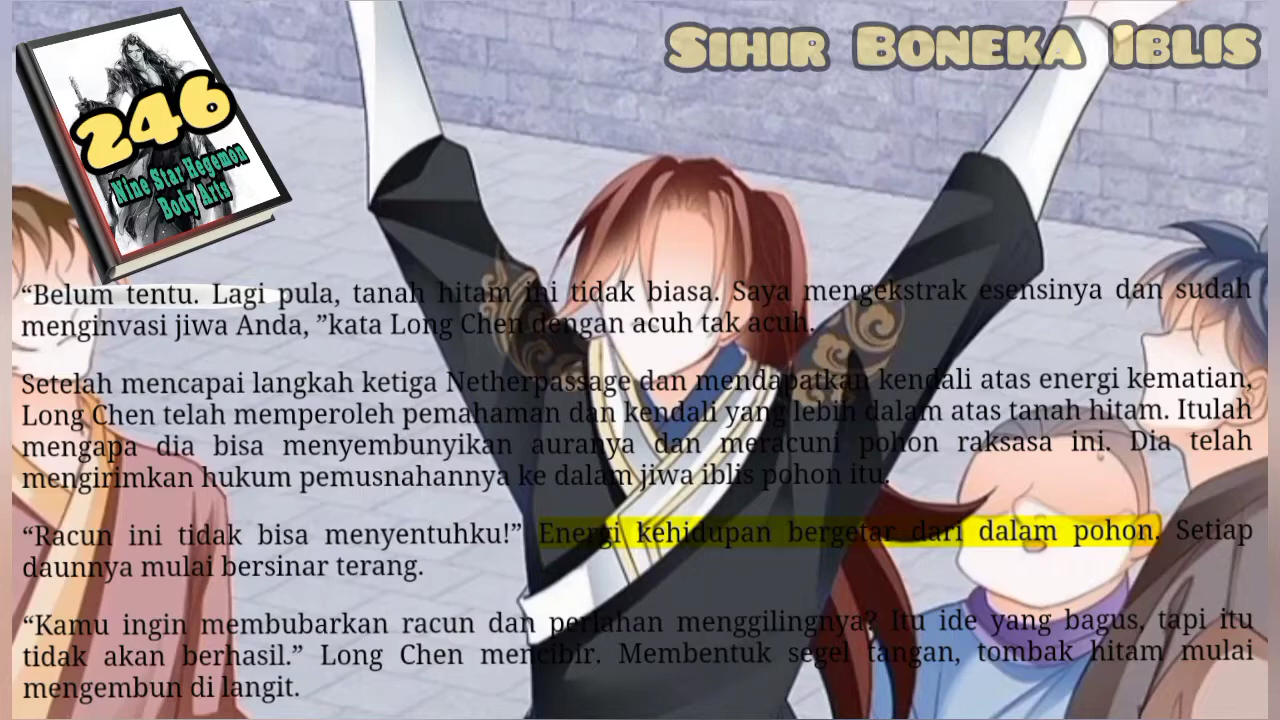 Sihir Boneka Iblis
246
Nine Star Hegemon
Body Arts
“Belum tentu. Lagi pula, tanah hitam ini tidak biasa. Saya mengekstrak esensinya dan sudah
menginvasi jiwa Anda, ”kata Long Chen dengan acuh tak acuh.
Setelah mencapai langkah ketiga Netherpassage dan mendapatkan kendali atas energi kematian,
Long Chen telah memperoleh pemahaman dan kendali yang lebih dalam atas tanah hitam. Itulah
mengapa dia bisa menyembunyikan auranya dan meracuni pohon raksasa ini. Dia telah
mengirimkan hukum pemusnahannya ke dalam jiwa iblis pohon itu.
“Racun ini tidak bisa menyentuhku!” Energi kehidupan bergetar dari dalam pohon. Setiap
daunnya mulai bersinar terang.
“Kamu ingin membubarkan racun dan perlahan menggilingnya? Itu ide yang bagus, tapi itu
tidak akan berhasil.” Long Chen mencibir. Membentuk segel tangan, tombak hitam mulai
mengembun di langit.